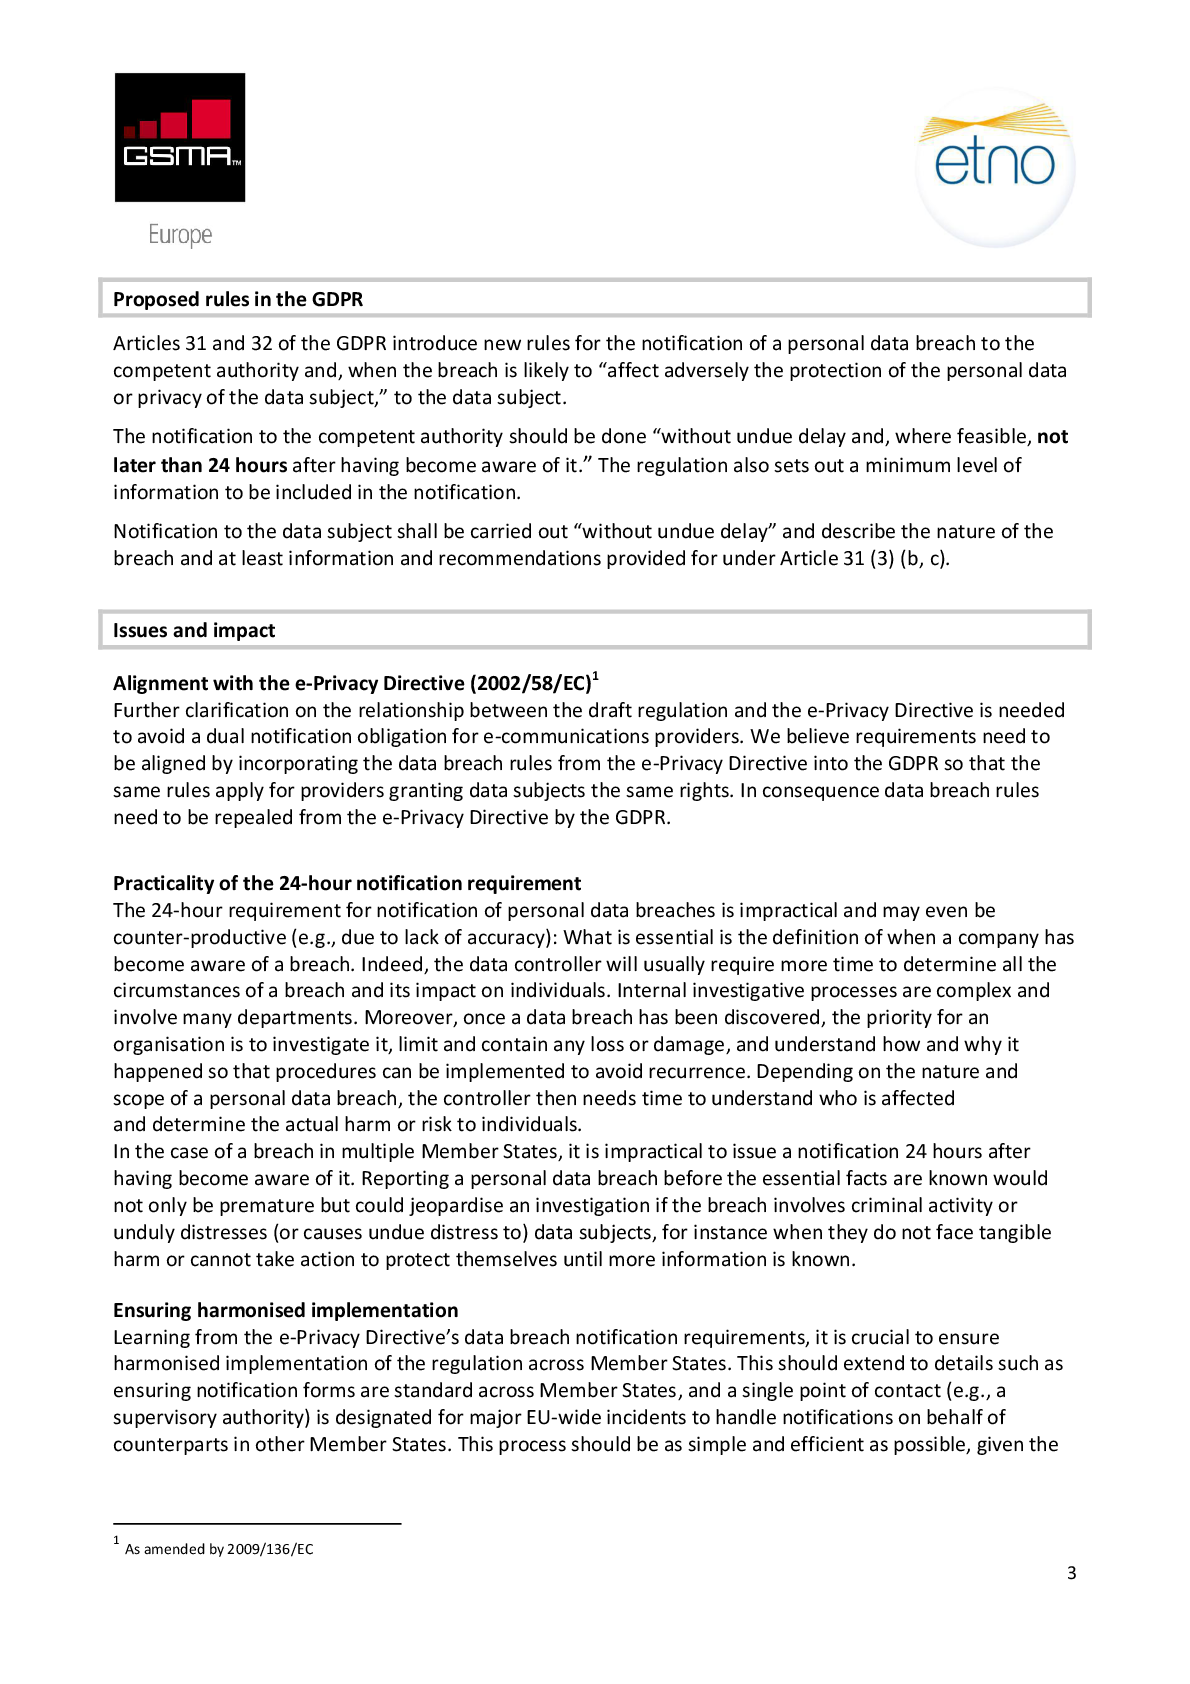 GSMA™
Europe
etno
Proposed rules in the GDPR
Articles 31 and 32 of the GDPR introduce new rules for the notification of a personal data breach to the
competent authority and, when the breach is likely to “affect adversely the protection of the personal data
or privacy of the data subject,” to the data subject.
The notification to the competent authority should be done “without undue delay and, where feasible, not
later than 24 hours after having become aware of it.” The regulation also sets out a minimum level of
information to be included in the notification.
Notification to the data subject shall be carried out “without undue delay” and describe the nature of the
breach and at least information and recommendations provided for under Article 31 (3) (b, c).
Issues and impact
Alignment with the e-Privacy Directive (2002/58/EC)1
Further clarification on the relationship between the draft regulation and the e-Privacy Directive is needed
to avoid a dual notification obligation for e-communications providers. We believe requirements need to
be aligned by incorporating the data breach rules from the e-Privacy Directive into the GDPR so that the
same rules apply for providers granting data subjects the same rights. In consequence data breach rules
need to be repealed from the e-Privacy Directive by the GDPR.
Practicality of the 24-hour notification requirement
The 24-hour requirement for notification of personal data breaches is impractical and may even be
counter-productive (e.g., due to lack of accuracy): What is essential is the definition of when a company has
become aware of a breach. Indeed, the data controller will usually require more time to determine all the
circumstances of a breach and its impact on individuals. Internal investigative processes are complex and
involve many departments. Moreover, once a data breach has been discovered, the priority for an
organisation is to investigate it, limit and contain any loss or damage, and understand how and why it
happened so that procedures can be implemented to avoid recurrence. Depending on the nature and
scope of a personal data breach, the controller then needs time to understand who is affected
and determine the actual harm or risk to individuals.
In the case of a breach in multiple Member States, it is impractical to issue a notification 24 hours after
having become aware of it. Reporting a personal data breach before the essential facts are known would
not only be premature but could jeopardise an investigation if the breach involves criminal activity or
unduly distresses (or causes undue distress to) data subjects, for instance when they do not face tangible
harm or cannot take action to protect themselves until more information is known.
Ensuring harmonised implementation
Learning from the e-Privacy Directive’s data breach notification requirements, it is crucial to ensure
harmonised implementation of the regulation across Member States. This should extend to details such as
ensuring notification forms are standard across Member States, and a single point of contact (e.g., a
supervisory authority) is designated for major EU-wide incidents to handle notifications on behalf of
counterparts in other Member States. This process should be as simple and efficient as possible, given the
1 As amended by 2009/136/EC
3